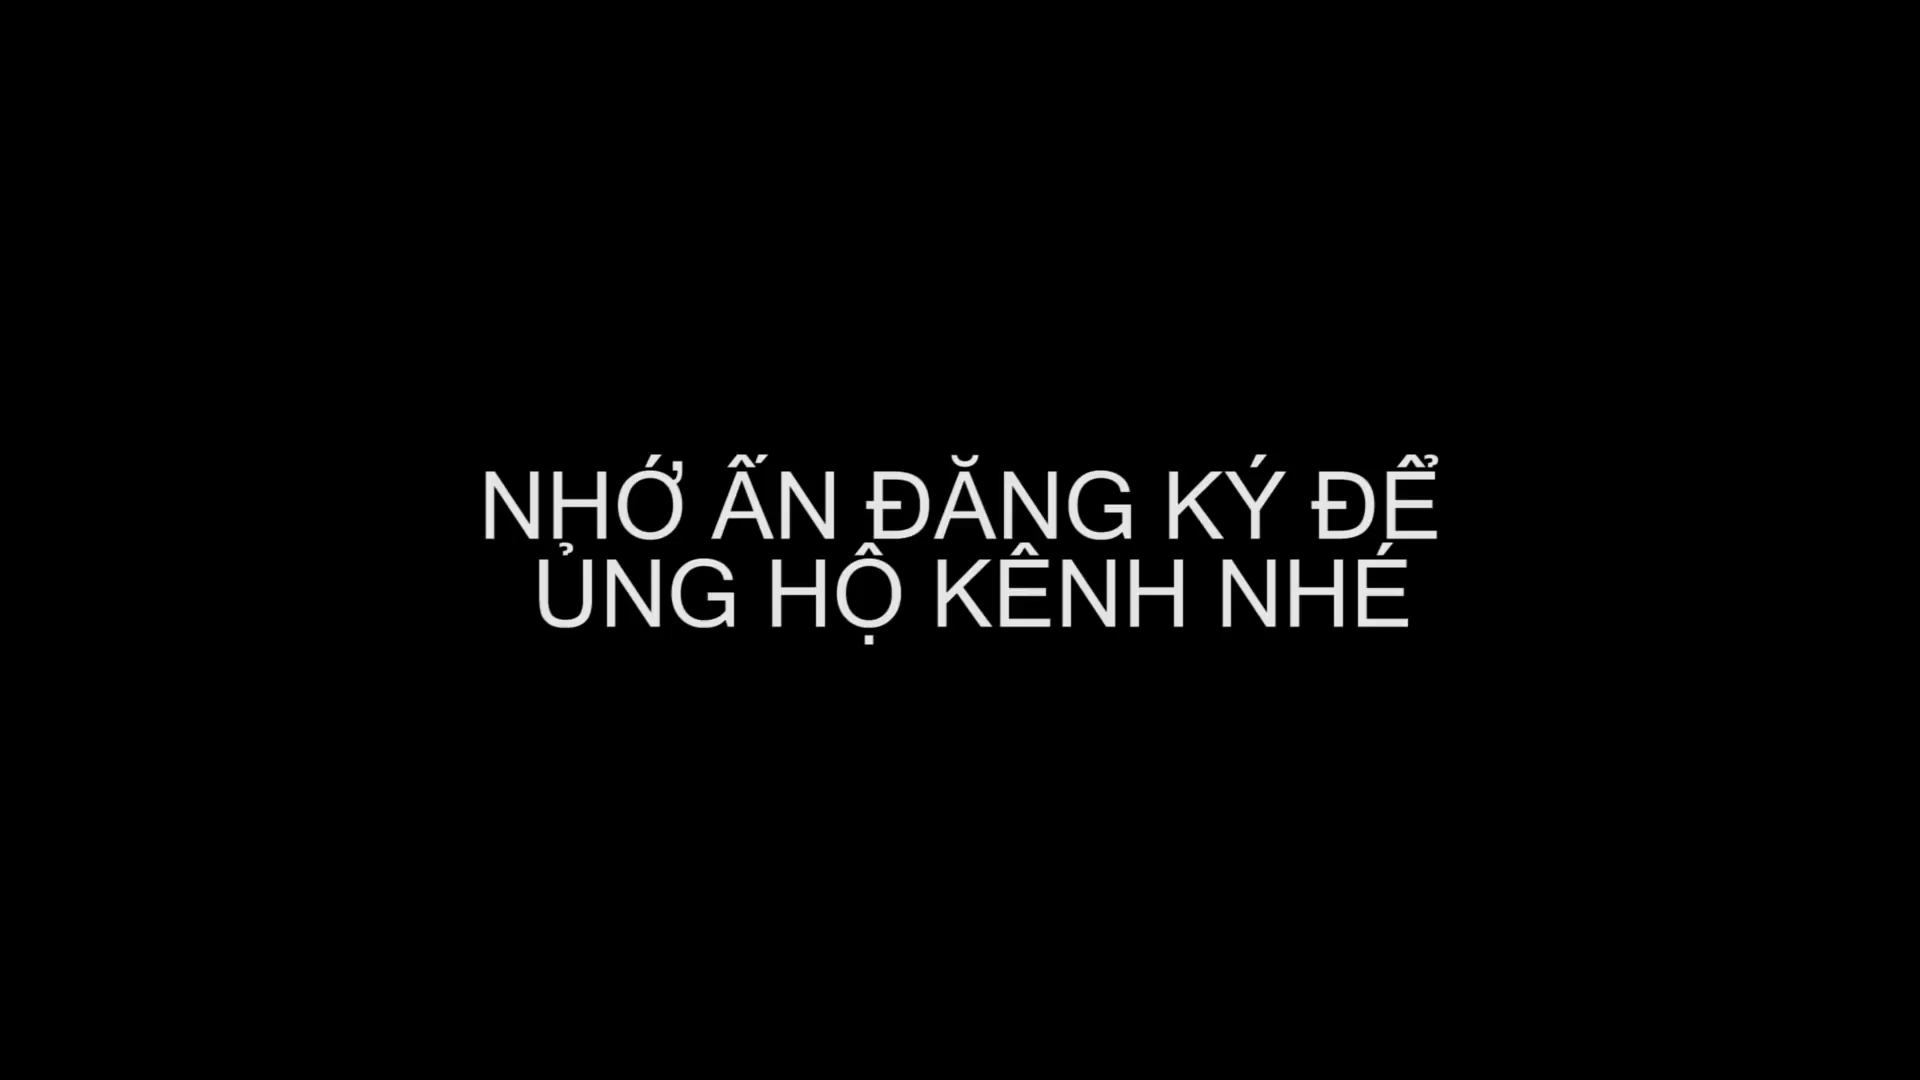 NHỚ ẤN ĐĂNG KÝ ĐỂ
ỦNG HỘ KÊNH NHÉ